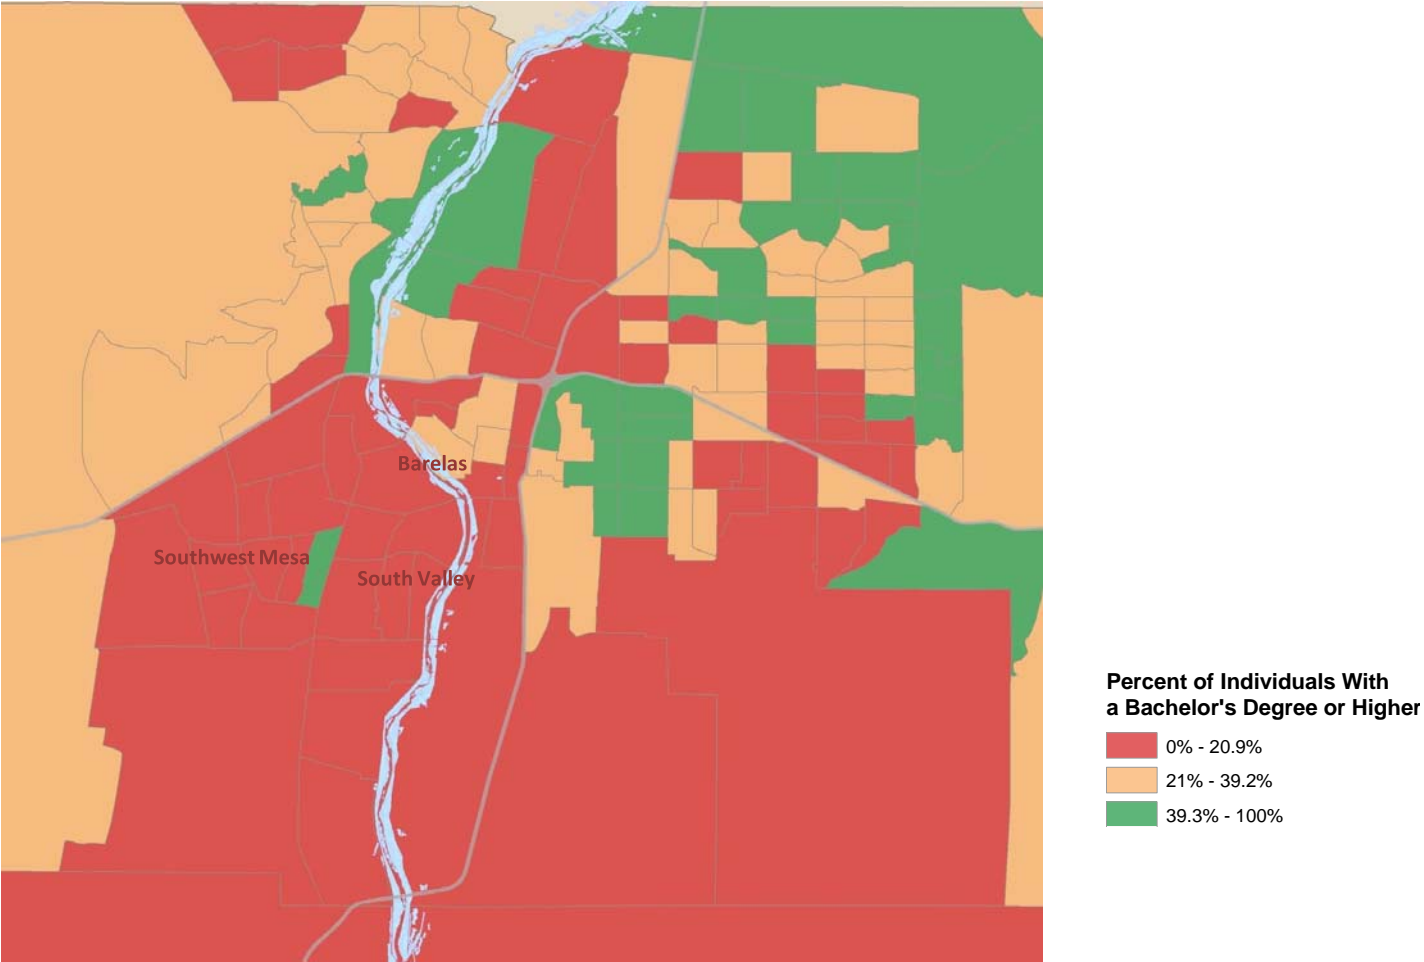 Barelas
Southwest Mesa
South Valley
Percent of Individuals With
a Bachelor's Degree or Higher
0% - 20.9%
21% - 39.2%
39.3% - 100%